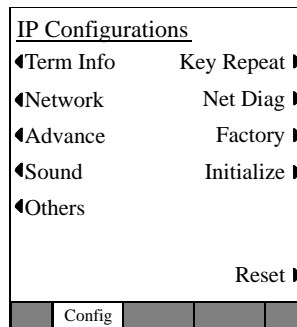 IP Configurations
Term Info Key Repeat
Network Net Diag
Advance Factory
Sound Initialize
Others
Reset
Config